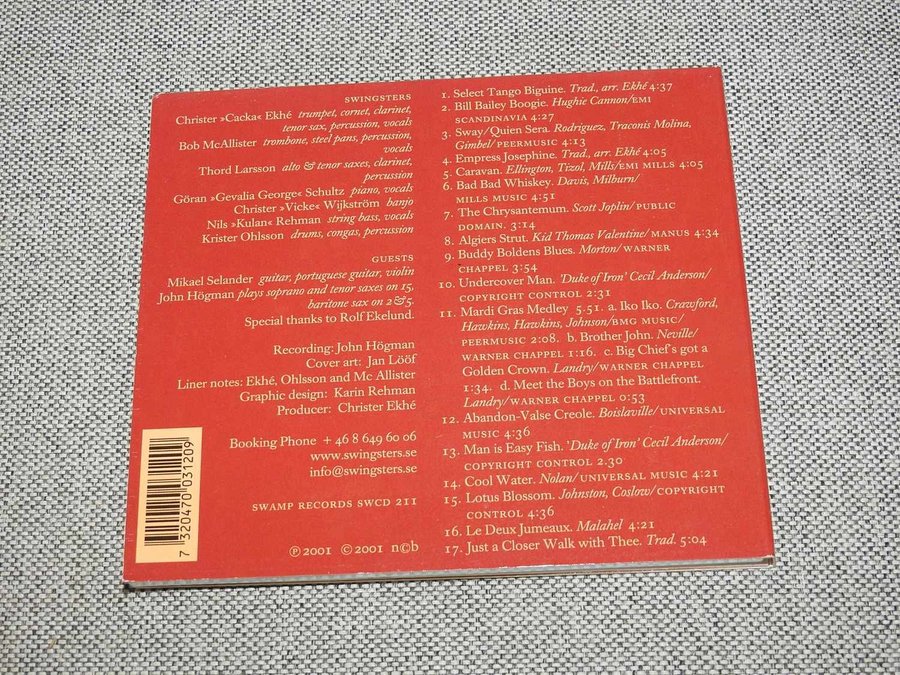 SWINGSTERS
Christer »Cacka« Ekhé trumpet, cornet, clarinet,
tenor sax, percussion, vocals
Bob McAllister trombone, steel pans, percussion,
vocals
Thord Larsson alto & tenor saxes, clarinet,
percussion
Göran »Gevalia George« Schultz piano, vocals
Christer »Vicke« Wijkström banjo
Nils »Kulan« Rehman string bass, vocals
Krister Ohlsson drums, congas, percussion
GUESTS
Mikael Selander guitar, portuguese guitar, violin
John Högman plays soprano and tenor saxes on 15,
baritone sax on 2 & 5.
Special thanks to Rolf Ekelund.
Recording: John Högman
Cover art: Jan Lööf
Liner notes: Ekhé, Ohlsson and Mc Allister
Graphic design: Karin Rehman
Producer: Christer Ekhé
Booking Phone + 46 8 649 60 06
www.swingsters.se
info@swingsters.se
SWAMP RECORDS SWCD 211
℗ 2001 © 2001 n©b
7 320470 031209
1. Select Tango Biguine. Trad., arr. Ekhé 4:37
2. Bill Bailey Boogie. Hughie Cannon/EMI
SCANDINAVIA 4:27
3. Sway/Quien Sera. Rodriguez, Traconis Molina,
Gimbel/PEERMUSIC 4:13
4. Empress Josephine. Trad., arr. Ekhé 4:05
5. Caravan. Ellington, Tizol, Mills/EMI MILLS 4:05
6. Bad Bad Whiskey. Davis, Milburn/
MILLS MUSIC 4:51
7. The Chrysantemum. Scott Joplin/PUBLIC
DOMAIN. 3:14
8. Algiers Strut. Kid Thomas Valentine/MANUS 4:34
9. Buddy Boldens Blues. Morton/WARNER
CHAPPEL 3:54
10. Undercover Man. 'Duke of Iron' Cecil Anderson/
COPYRIGHT CONTROL 2:31
11. Mardi Gras Medley 5.51. a. Iko Iko. Crawford,
Hawkins, Hawkins, Johnson/BMG MUSIC/
PEERMUSIC 2:08. b. Brother John. Neville/
WARNER CHAPPEL 1:16. c. Big Chief's got a
Golden Crown. Landry/WARNER CHAPPEL
1:34. d. Meet the Boys on the Battlefront.
Landry/WARNER CHAPPEL 0:53
12. Abandon-Valse Creole. Boislaville/UNIVERSAL
MUSIC 4:36
13. Man is Easy Fish. 'Duke of Iron' Cecil Anderson/
COPYRIGHT CONTROL 2.30
14. Cool Water. Nolan/UNIVERSAL MUSIC 4:21
15. Lotus Blossom. Johnston, Coslow/COPYRIGHT
CONTROL 4:36
16. Le Deux Jumeaux. Malahel 4:21
17. Just a Closer Walk with Thee. Trad. 5:04